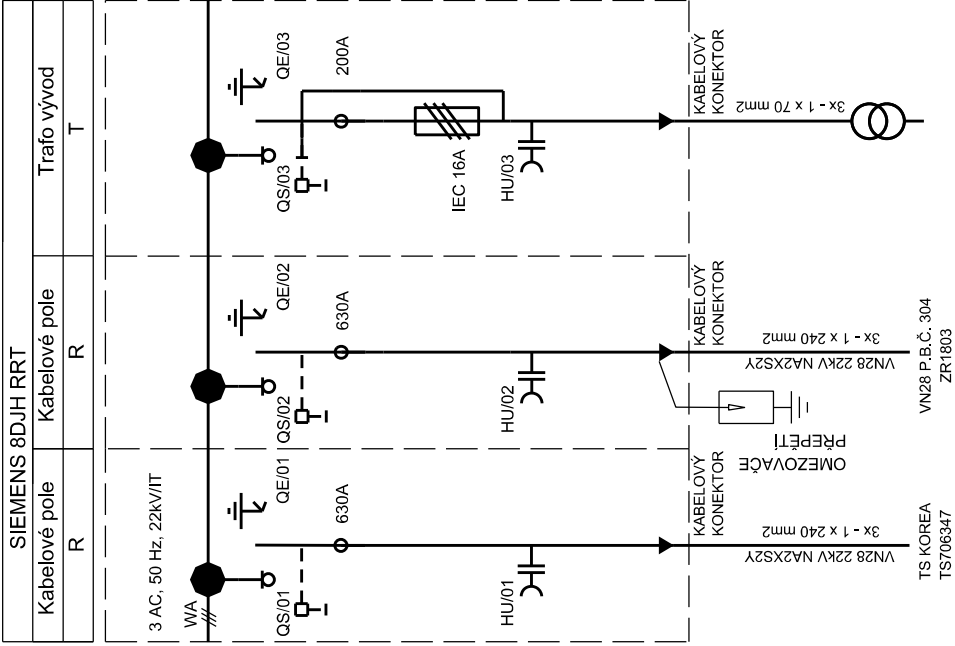 SIEMENS 8DJH RRT
Kabelové pole
R
Kabelové pole
R
Trafo vývod
T
3 AC, 50 Hz, 22kV/IT
WA
QS/01
QE/01
630A
HU/01
KABELOVÝ
KONEKTOR
VN28 22kV NA2XS2Y
3x - 1 x 240 mm2
TS KOREA
TS706347
QS/02
QE/02
630A
HU/02
KABELOVÝ
KONEKTOR
OMEZOVAČE
PŘEPĚTÍ
VN28 22kV NA2XS2Y
3x - 1 x 240 mm2
VN28 P.B.Č. 304
ZR1803
QS/03
QE/03
200A
IEC 16A
HU/03
KABELOVÝ
KONEKTOR
3x - 1 x 70 mm2